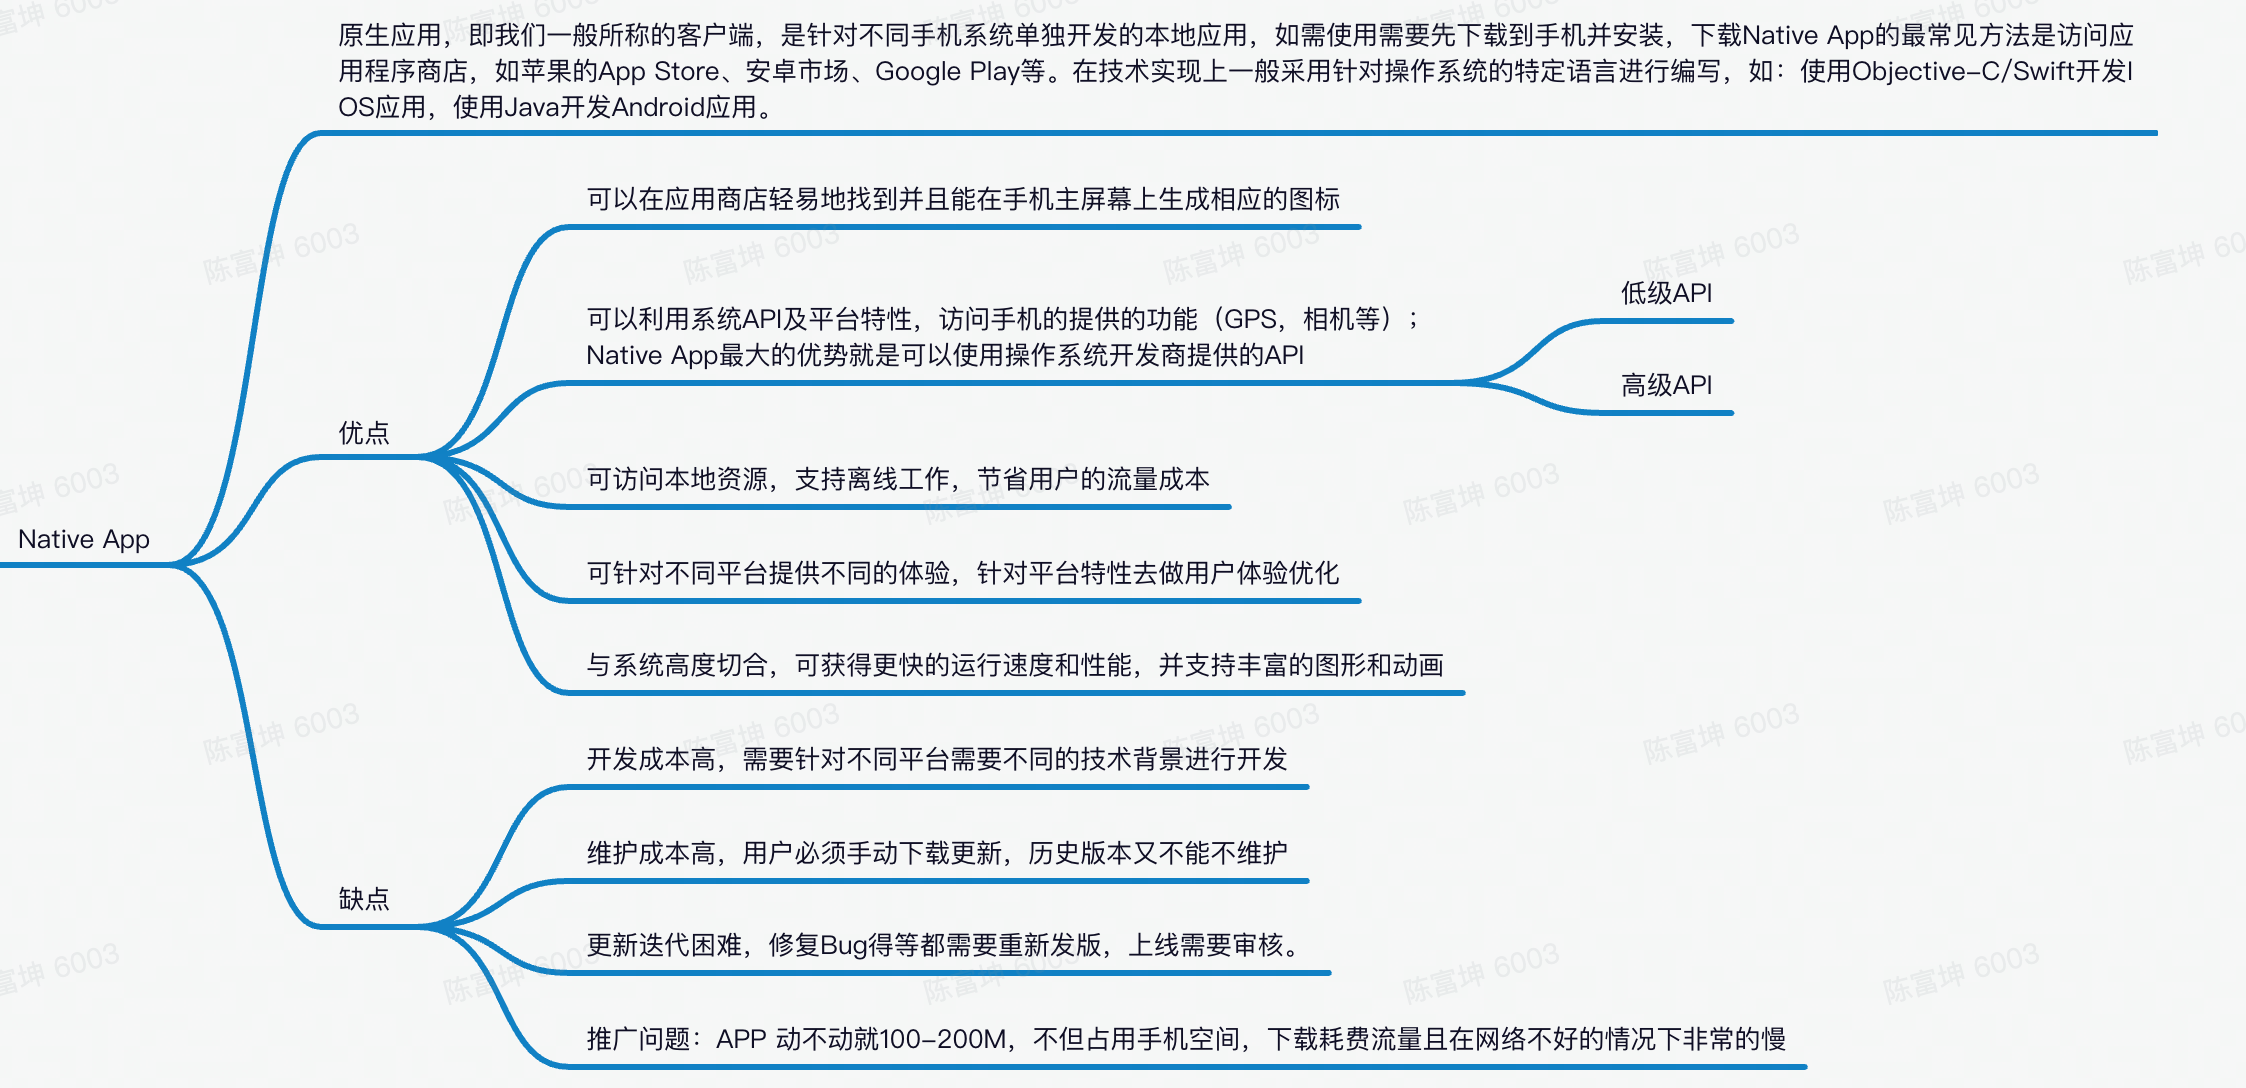 原生应用，即我们一般所称的客户端，是针对不同手机系统单独开发的本地应用，如需使用需要先下载到手机并安装，下载Native App的最常见方法是访问应
用程序商店，如苹果的App Store、安卓市场、Google Play等。在技术实现上一般采用针对操作系统的特定语言进行编写，如：使用Objective-C/Swift开发I
OS应用，使用Java开发Android应用。
可以在应用商店轻易地找到并且能在手机主屏幕上生成相应的图标
低级API
可以利用系统API及平台特性，访问手机的提供的功能（GPS，相机等）；
Native App最大的优势就是可以使用操作系统开发商提供的API
高级API
优点
可访问本地资源，支持离线工作，节省用户的流量成本
Native App
可针对不同平台提供不同的体验，针对平台特性去做用户体验优化
与系统高度切合，可获得更快的运行速度和性能，并支持丰富的图形和动画
开发成本高，需要针对不同平台需要不同的技术背景进行开发
维护成本高，用户必须手动下载更新，历史版本又不能不维护
缺点
更新迭代困难，修复Bug得等都需要重新发版，上线需要审核。
推广问题：APP 动不动就100-200M，不但占用手机空间，下载耗费流量且在网络不好的情况下非常的慢
陈富坤 6003